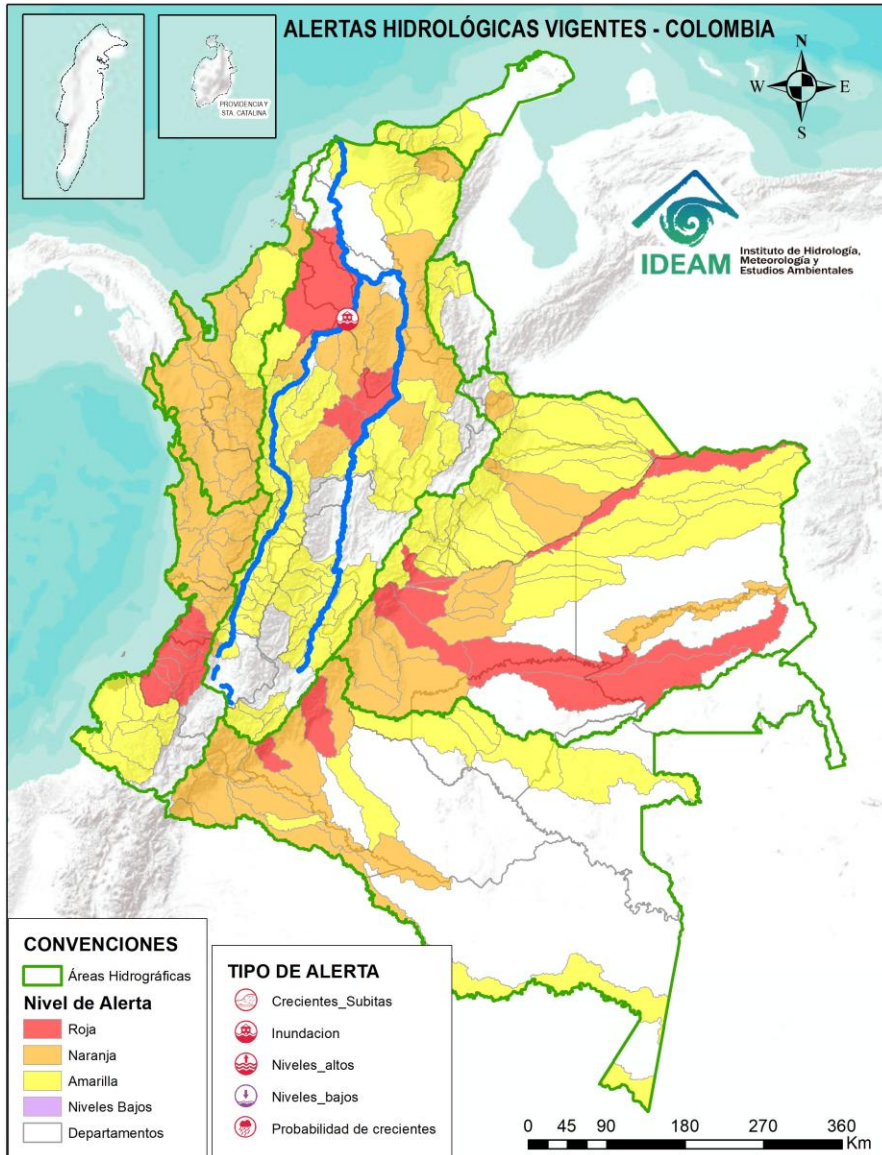 ALERTAS HIDROLÓGICAS VIGENTES - COLOMBIA
PROVIDENCIA Y
STA. CATALINA
N
W
E
S
IDEAM
Instituto de Hidrología,
Meteorología y
Estudios Ambientales
CONVENCIONES
Áreas Hidrográficas
Nivel de Alerta
Roja
Naranja
Amarilla
Niveles Bajos
Departamentos
TIPO DE ALERTA
Crecientes_Subitas
Inundacion
Niveles_altos
Niveles_bajos
Probabilidad de crecientes
0 45 90 180 270 360
Km